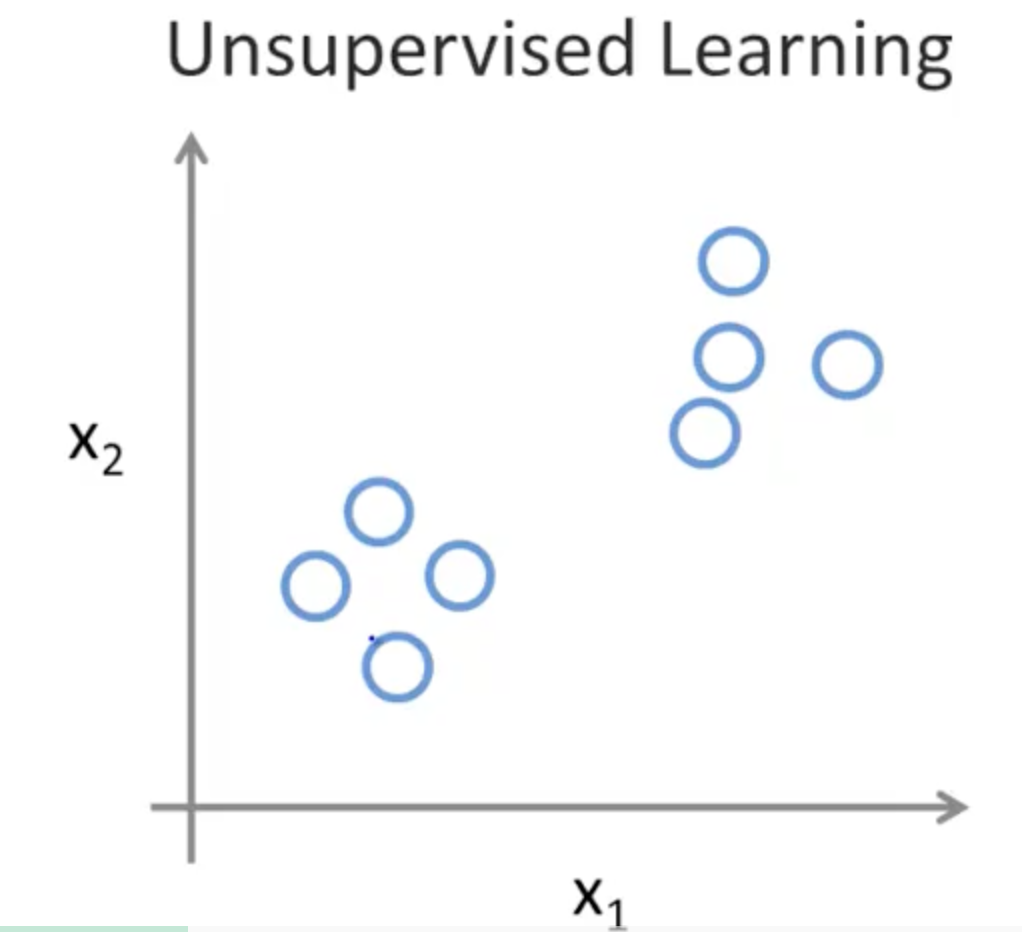 Unsupervised Learning
x₂
x₁